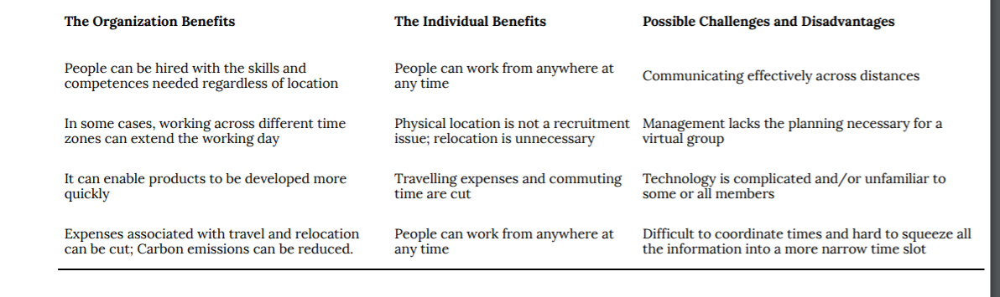 The Organization Benefits
The Individual Benefits
Possible Challenges and Disadvantages
People can be hired with the skills and
competences needed regardless of location
People can work from anywhere at
any time
Communicating effectively across distances
In some cases, working across different time
zones can extend the working day
Physical location is not a recruitment
issue; relocation is unnecessary
Management lacks the planning necessary for a
virtual group
It can enable products to be developed more
quickly
Travelling expenses and commuting
time are cut
Technology is complicated and/or unfamiliar to
some or all members
Expenses associated with travel and relocation
can be cut; Carbon emissions can be reduced.
People can work from anywhere at
any time
Difficult to coordinate times and hard to squeeze all
the information into a more narrow time slot